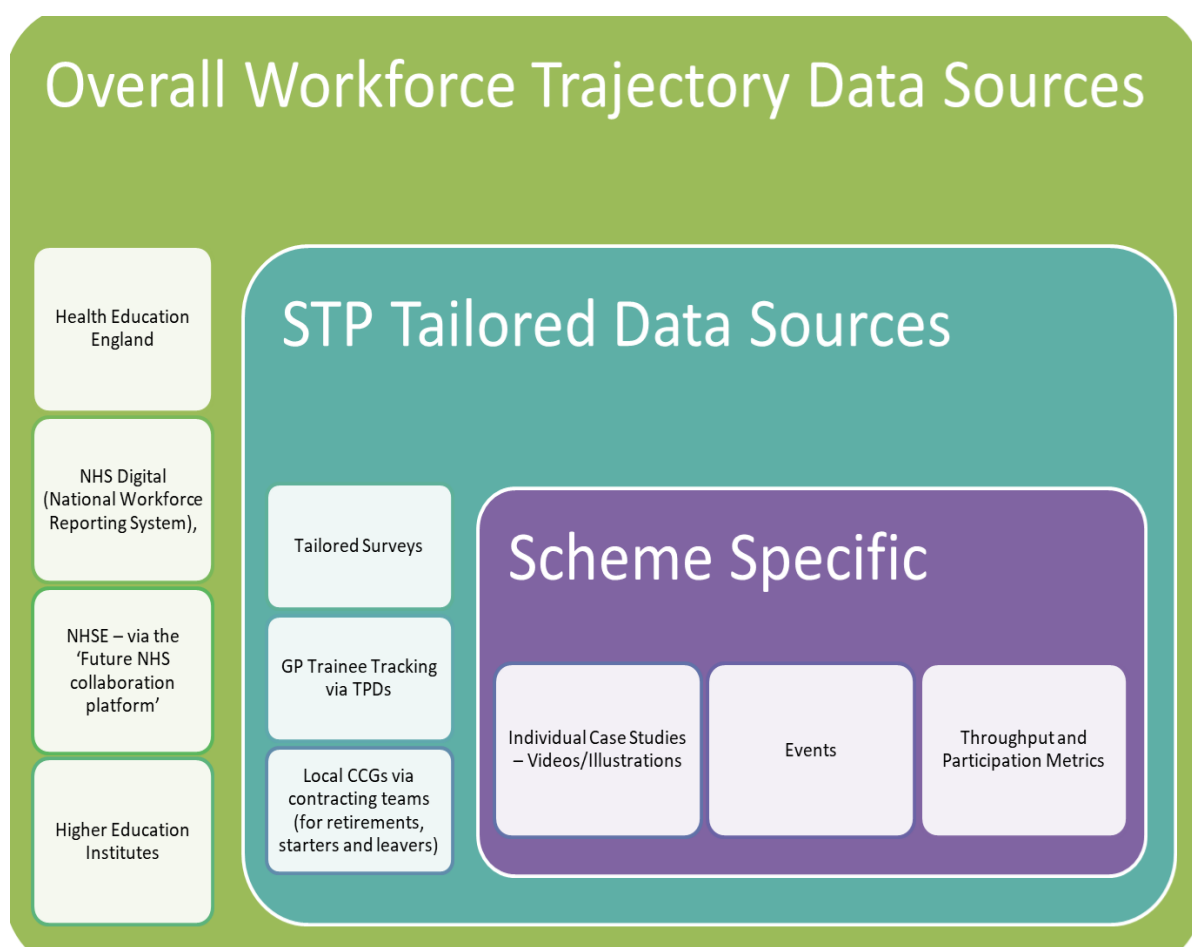 Overall Workforce Trajectory Data Sources
Health Education
England
NHS Digital
(National Workforce
Reporting System),
NHSE – via the
‘Future NHS
collaboration
platform’
Higher Education
Institutes
STP Tailored Data Sources
Tailored Surveys
GP Trainee Tracking
via TPDs
Local CCGs via
contracting teams
(for retirements,
starters and leavers)
Scheme Specific
Individual Case Studies
– Videos/Illustrations
Events
Throughput and
Participation Metrics